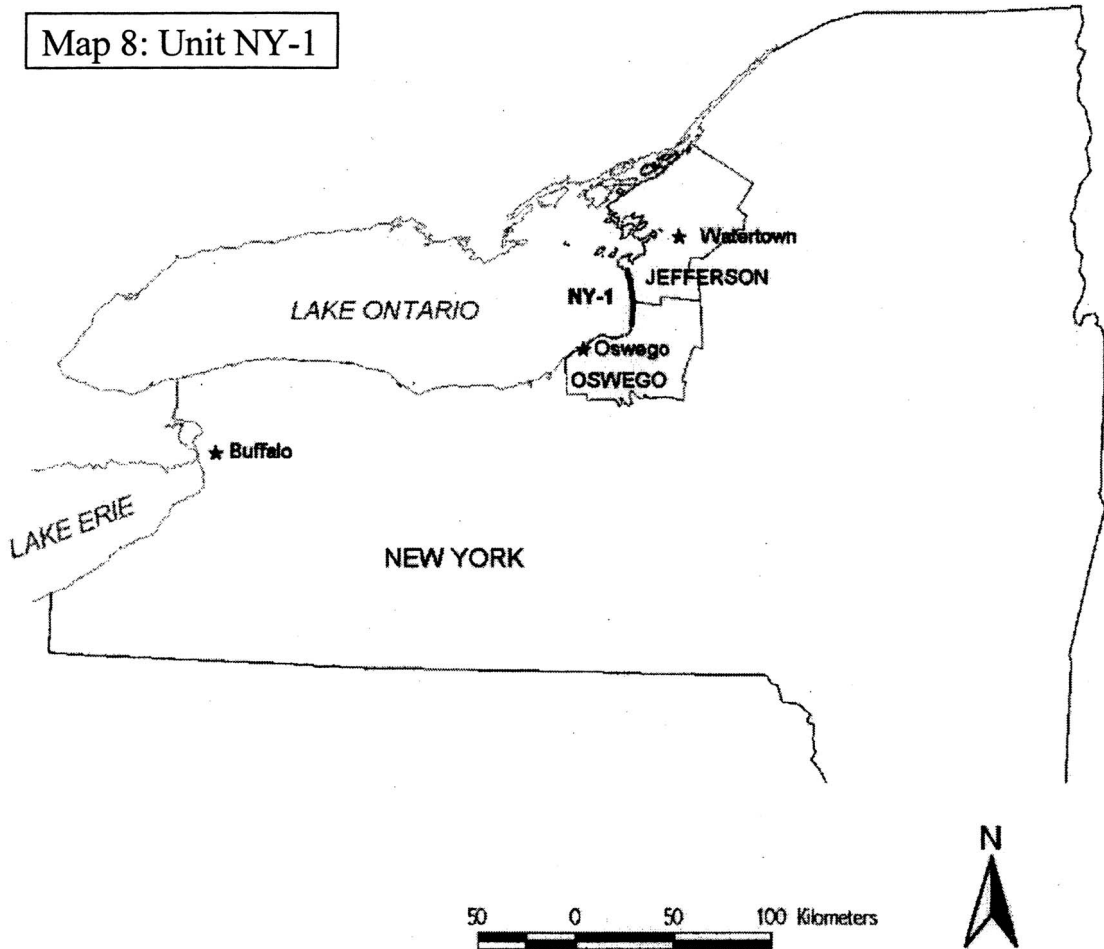 Map 8: Unit NY-1
Watertown
JEFFERSON
NY-1
LAKE ONTARIO
Oswego
OSWEGO
Buffalo
LAKE ERIE
NEW YORK
N
50 0 50 100 Kilometers